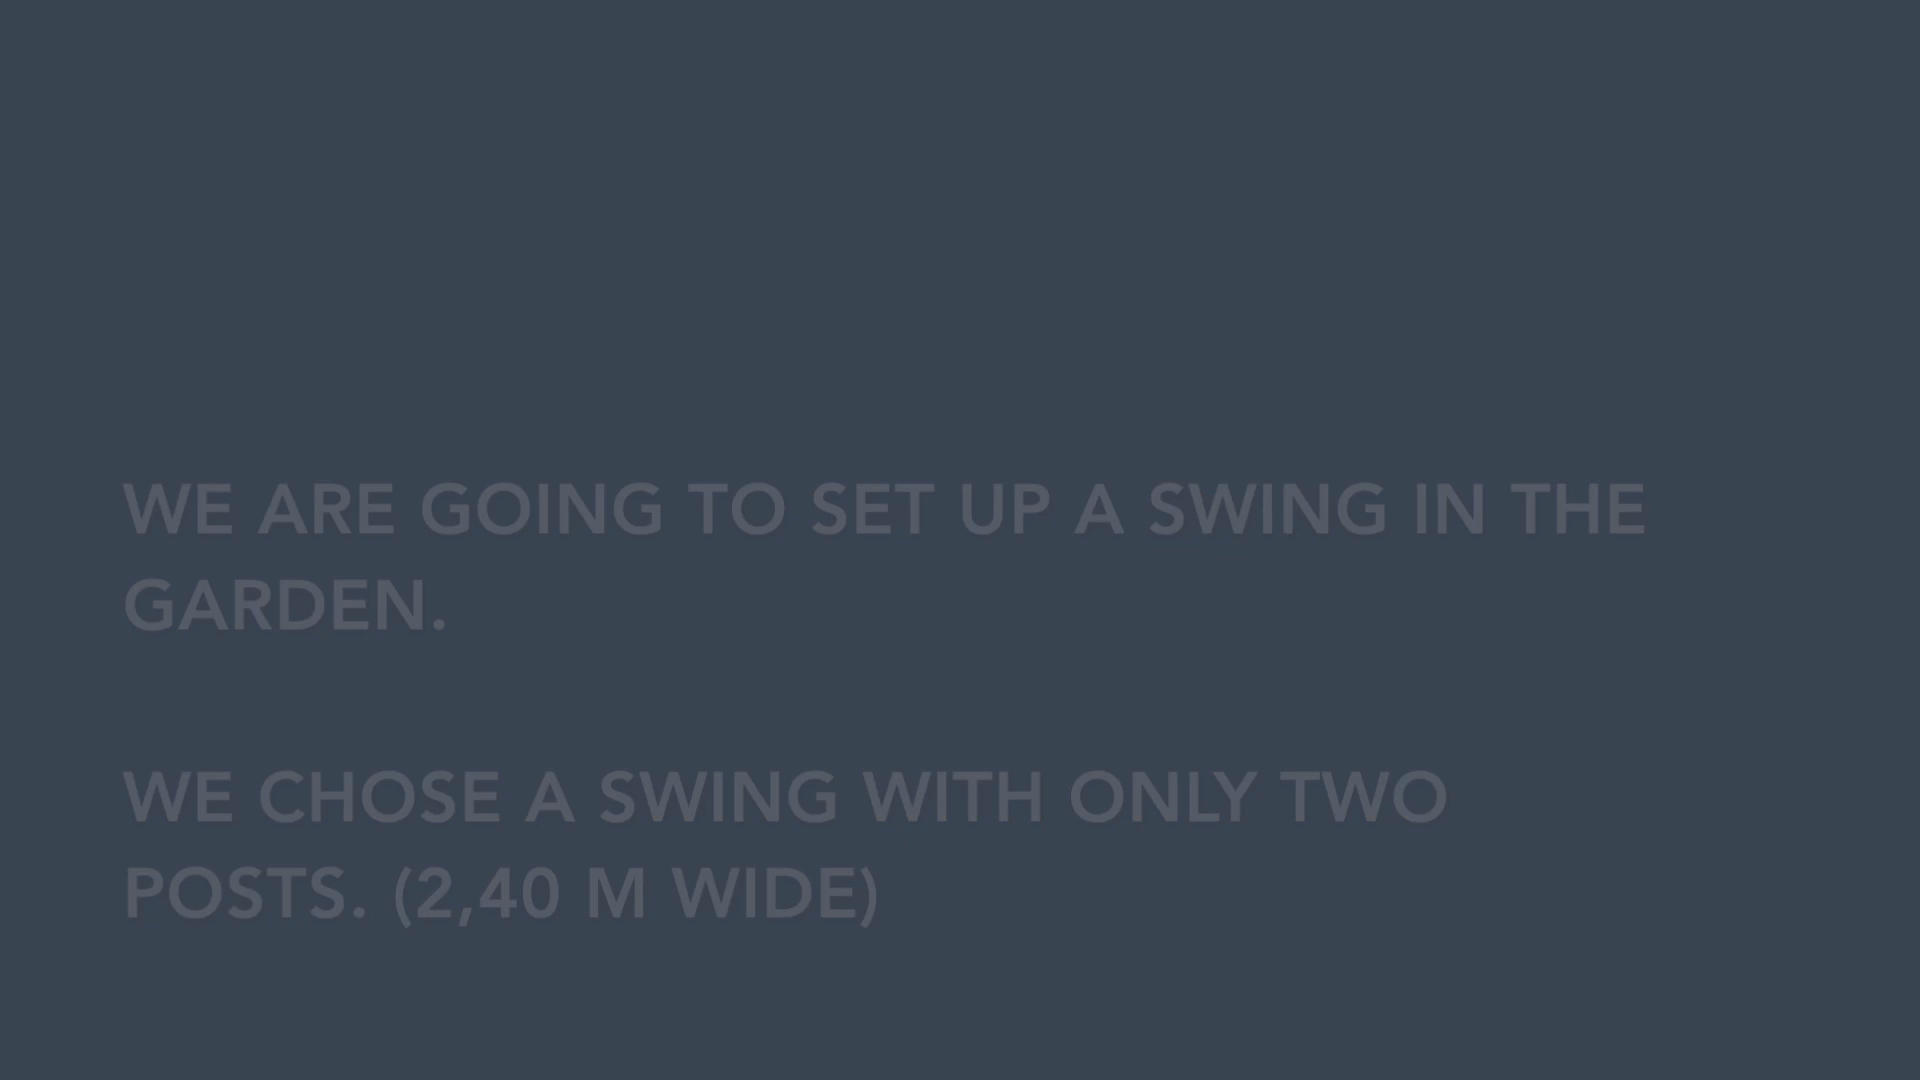 WE ARE GOING TO SET UP A SWING IN THE
GARDEN.
WE CHOSE A SWING WITH ONLY TWO
POSTS. (2,40 M WIDE)